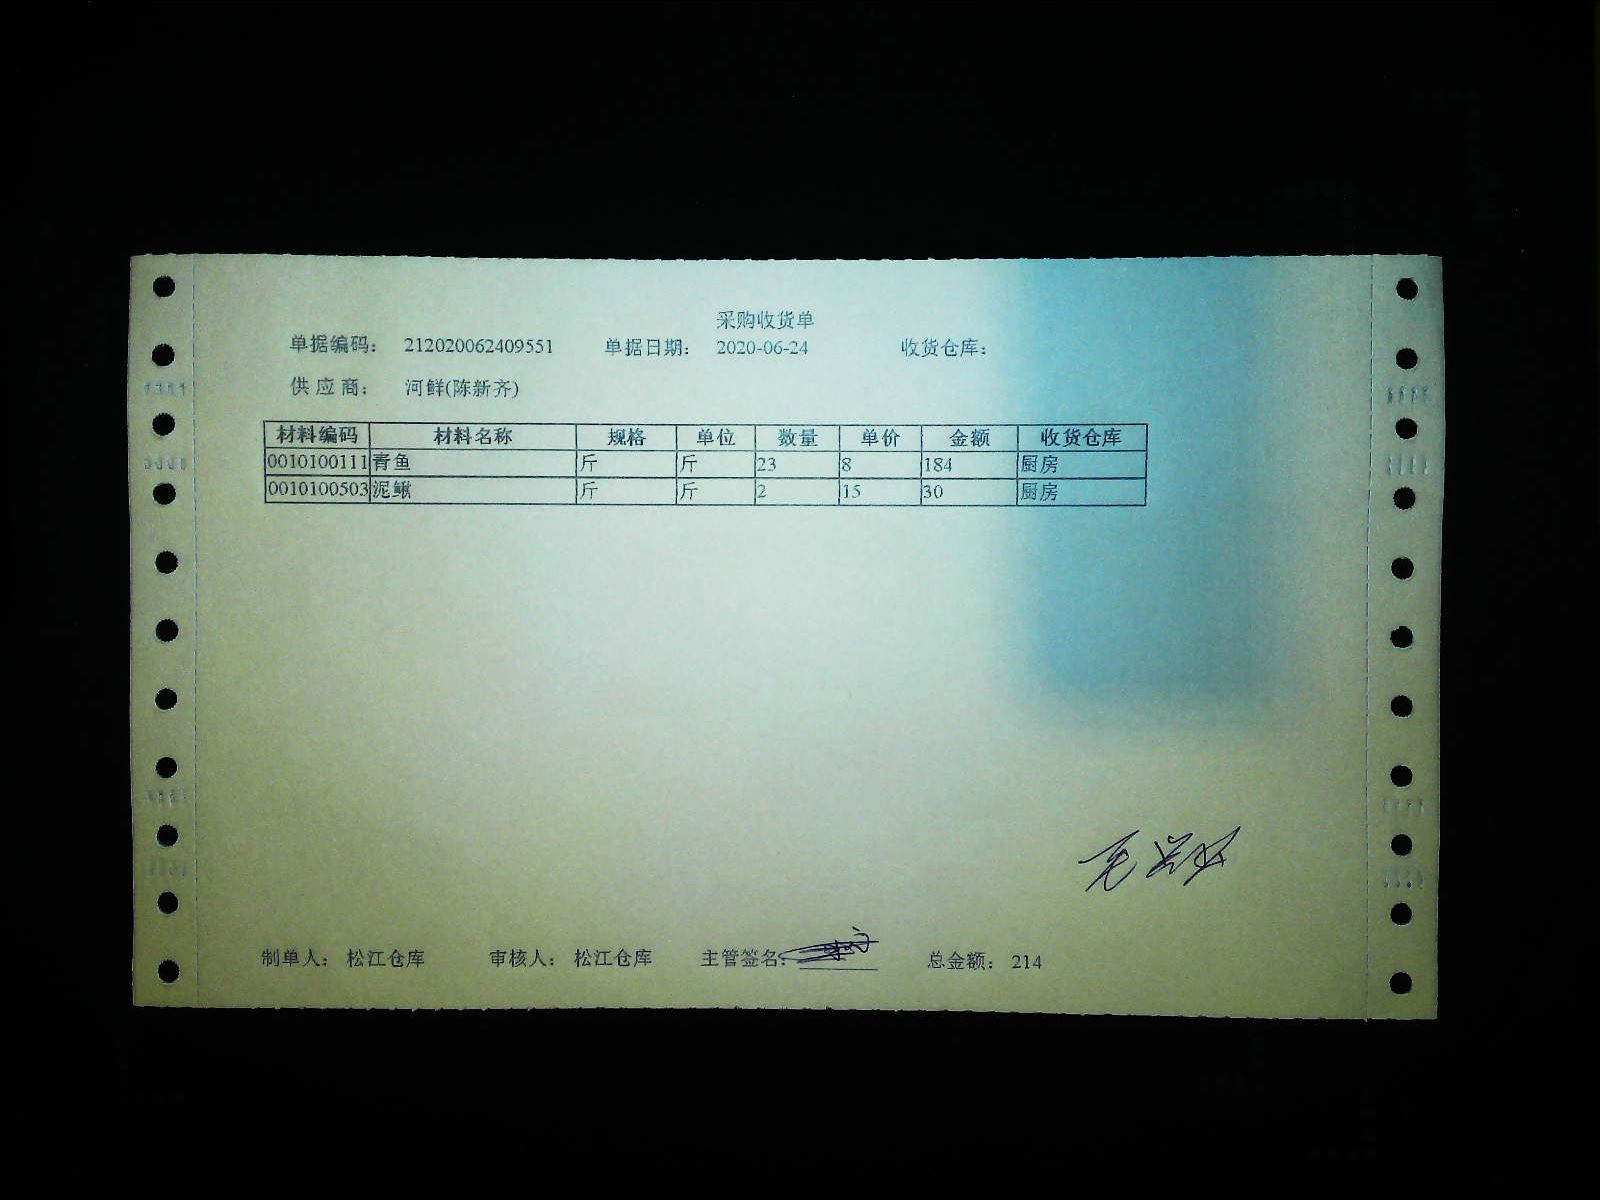 采购收货单
单据编码： 212020062409551 单据日期： 2020-06-24 收货仓库：
供应商： 河鲜(陈新齐)
材料编码 材料名称 规格 单位 数量 单价 金额 收货仓库
0010100111 青鱼 斤 斤 23 8 184 厨房
0010100503 泥鳅 斤 斤 2 15 30 厨房
制单人： 松江仓库 审核人： 松江仓库 主管签名： 总金额： 214